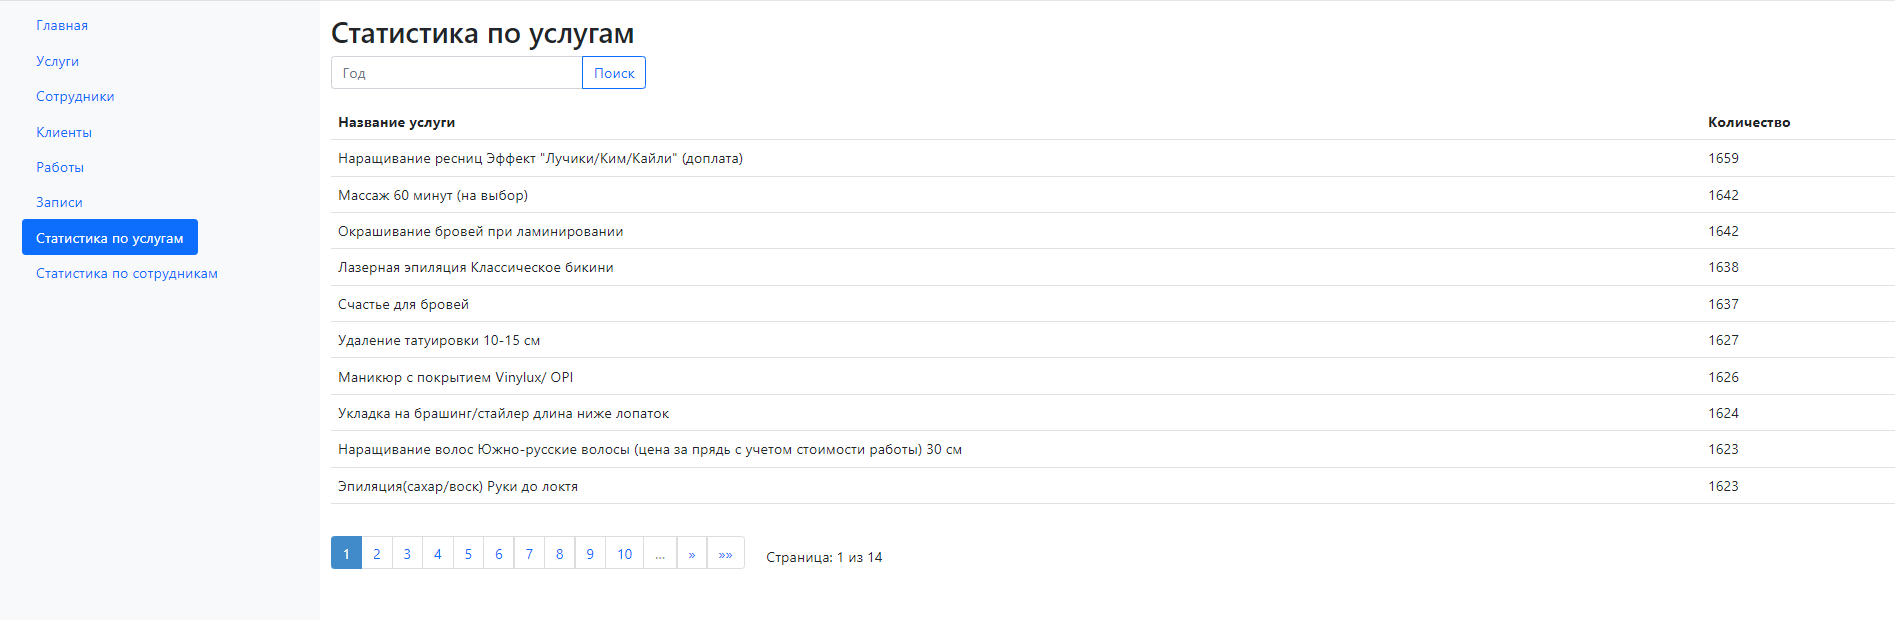 Главная
Услуги
Сотрудники
Клиенты
Работы
Записи
Статистика по услугам
Статистика по сотрудникам
Статистика по услугам
Год Поиск
Название услуги Количество
Наращивание ресниц Эффект "Лучики/Ким/Кайли" (доплата) 1659
Массаж 60 минут (на выбор) 1642
Окрашивание бровей при ламинировании 1642
Лазерная эпиляция Классическое бикини 1638
Счастье для бровей 1637
Удаление татуировки 10-15 см 1627
Маникюр с покрытием Vinylux/ OPI 1626
Укладка на брашинг/стайлер длина ниже лопаток 1624
Наращивание волос Южно-русские волосы (цена за прядь с учетом стоимости работы) 30 см 1623
Эпиляция(сахар/воск) Руки до локтя 1623
1 2 3 4 5 6 7 8 9 10 ... » »» Страница: 1 из 14